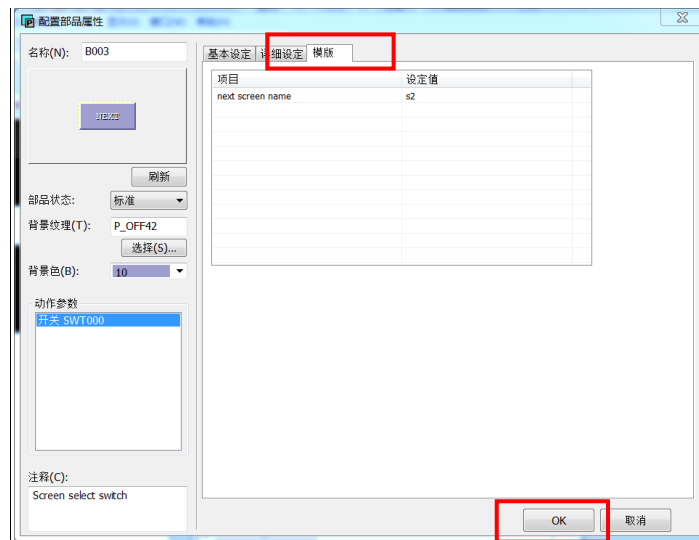 配置部品属性
名称(N): B003
NEXT
刷新
部品状态: 标准
背景纹理(T): P_OFF42
选择(S)...
背景色(B): 10
动作参数
开关 SWT000
注释(C):
Screen select switch
基本设定 详细设定 模版
项目 设定值
next screen name s2
OK 取消